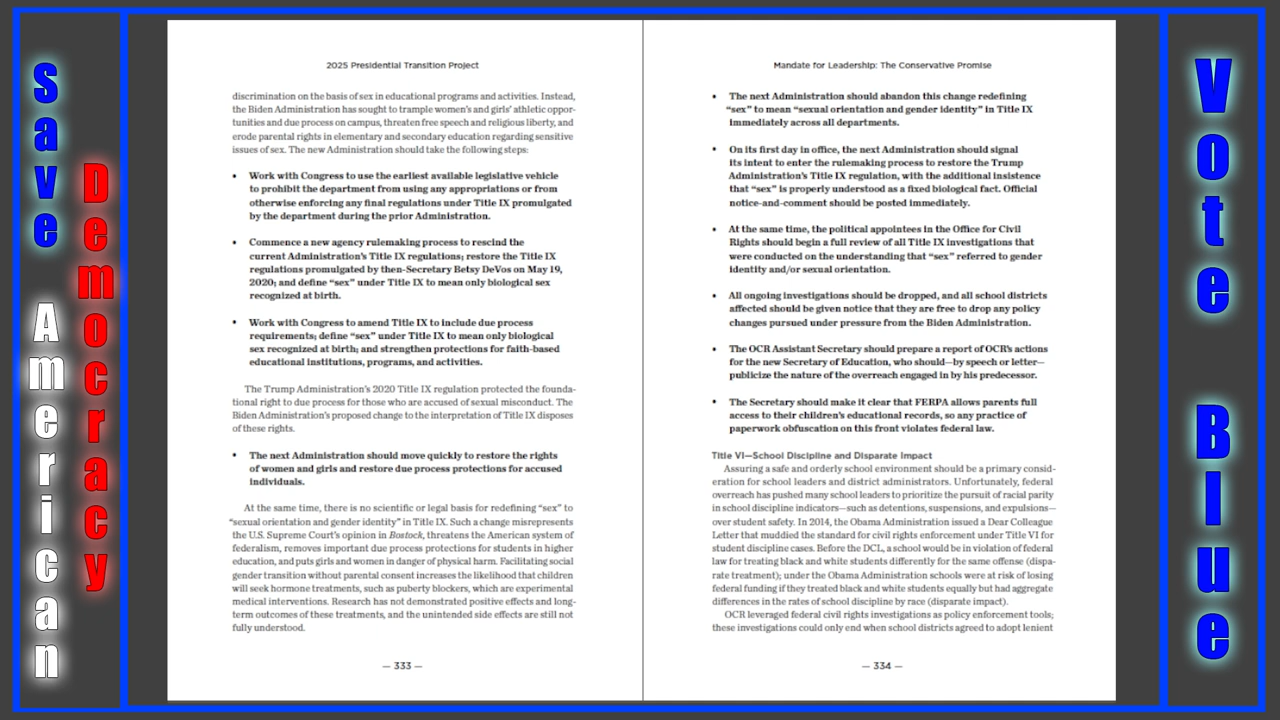 Save
American
Democracy
2025 Presidential Transition Project
discrimination on the basis of sex in educational programs and activities. Instead,
the Biden Administration has sought to trample women's and girls' athletic oppor-
tunities and due process on campus, threaten free speech and religious liberty, and
erode parental rights in elementary and secondary education regarding sensitive
issues of sex. The new Administration should take the following steps:
• Work with Congress to use the earliest available legislative vehicle
to prohibit the department from using any appropriations or from
otherwise enforcing any final regulations under Title IX promulgated
by the department during the prior Administration.
• Commence a new agency rulemaking process to rescind the
current Administration's Title IX regulations; restore the Title IX
regulations promulgated by then-Secretary Betsy DeVos on May 19,
2020; and define “sex” under Title IX to mean only biological sex
recognized at birth.
• Work with Congress to amend Title IX to include due process
requirements; define “sex” under Title IX to mean only biological
sex recognized at birth; and strengthen protections for faith-based
educational institutions, programs, and activities.
The Trump Administration's 2020 Title IX regulation protected the founda-
tional right to due process for those who are accused of sexual misconduct. The
Biden Administration's proposed change to the interpretation of Title IX disposes
of these rights.
• The next Administration should move quickly to restore the rights
of women and girls and restore due process protections for accused
individuals.
At the same time, there is no scientific or legal basis for redefining “sex” to
“sexual orientation and gender identity” in Title IX. Such a change misrepresents
the U.S. Supreme Court's opinion in Bostock, threatens the American system of
federalism, removes important due process protections for students in higher
education, and puts girls and women in danger of physical harm. Facilitating social
gender transition without parental consent increases the likelihood that children
will seek hormone treatments, such as puberty blockers, which are experimental
medical interventions. Research has not demonstrated positive effects and long-
term outcomes of these treatments, and the unintended side effects are still not
fully understood.
— 333 —
Mandate for Leadership: The Conservative Promise
• The next Administration should abandon this change redefining
“sex” to mean “sexual orientation and gender identity” in Title IX
immediately across all departments.
• On its first day in office, the next Administration should signal
its intent to enter the rulemaking process to restore the Trump
Administration's Title IX regulation, with the additional insistence
that “sex” is properly understood as a fixed biological fact. Official
notice-and-comment should be posted immediately.
• At the same time, the political appointees in the Office for Civil
Rights should begin a full review of all Title IX investigations that
were conducted on the understanding that “sex” referred to gender
identity and/or sexual orientation.
• All ongoing investigations should be dropped, and all school districts
affected should be given notice that they are free to drop any policy
changes pursued under pressure from the Biden Administration.
• The OCR Assistant Secretary should prepare a report of OCR's actions
for the new Secretary of Education, who should—by speech or letter—
publicize the nature of the overreach engaged in by his predecessor.
• The Secretary should make it clear that FERPA allows parents full
access to their children's educational records, so any practice of
paperwork obfuscation on this front violates federal law.
Title VI—School Discipline and Disparate Impact
Assuring a safe and orderly school environment should be a primary consid-
eration for school leaders and district administrators. Unfortunately, federal
overreach has pushed many school leaders to prioritize the pursuit of racial parity
in school discipline indicators—such as detentions, suspensions, and expulsions—
over student safety. In 2014, the Obama Administration issued a Dear Colleague
Letter that muddied the standard for civil rights enforcement under Title VI for
student discipline cases. Before the DCL, a school would be in violation of federal
law for treating black and white students differently for the same offense (dispa-
rate treatment); under the Obama Administration schools were at risk of losing
federal funding if they treated black and white students equally but had aggregate
differences in the rates of school discipline by race (disparate impact).
OCR leveraged federal civil rights investigations as policy enforcement tools;
these investigations could only end when school districts agreed to adopt lenient
— 334 —
Vote Blue